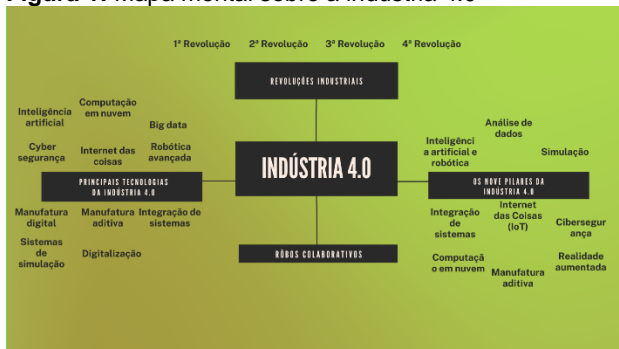 Figura 1. Mapa mental sobre a indústria 4.0
1ª Revolução 2ª Revolução 3ª Revolução 4ª Revolução
REVOLUÇÕES INDUSTRIAIS
Inteligência
artificial
Computação
em nuvem
Big data
Cyber
segurança
Internet das
coisas
Robótica
avançada
PRINCIPAIS TECNOLOGIAS
DA INDÚSTRIA 4.0
Manufatura
digital
Manufatura
aditiva
Integração de
sistemas
Sistemas
de
simulação
Digitalização
INDÚSTRIA 4.0
RÔBOS COLABORATIVOS
Análise de
dados
Inteligênci
a artificial e
robótica
Simulação
OS NOVE PILARES DA
INDÚSTRIA 4.0
Integração
de
sistemas
Internet
das Coisas
(IoT)
Cibersegur
ança
Computaçã
o em nuvem
Manufatura
aditiva
Realidade
aumentada